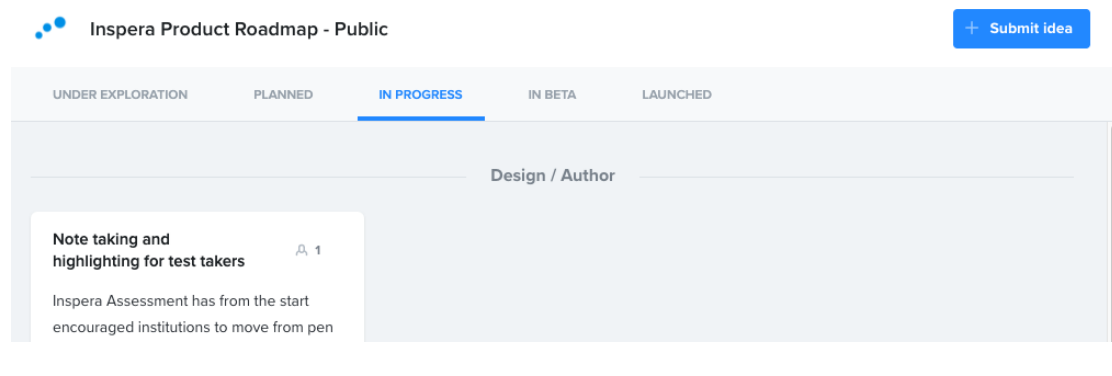 Inspera Product Roadmap - Public
+ Submit idea
UNDER EXPLORATION PLANNED IN PROGRESS IN BETA LAUNCHED
Design / Author
Note taking and
highlighting for test takers
1
Inspera Assessment has from the start
encouraged institutions to move from pen